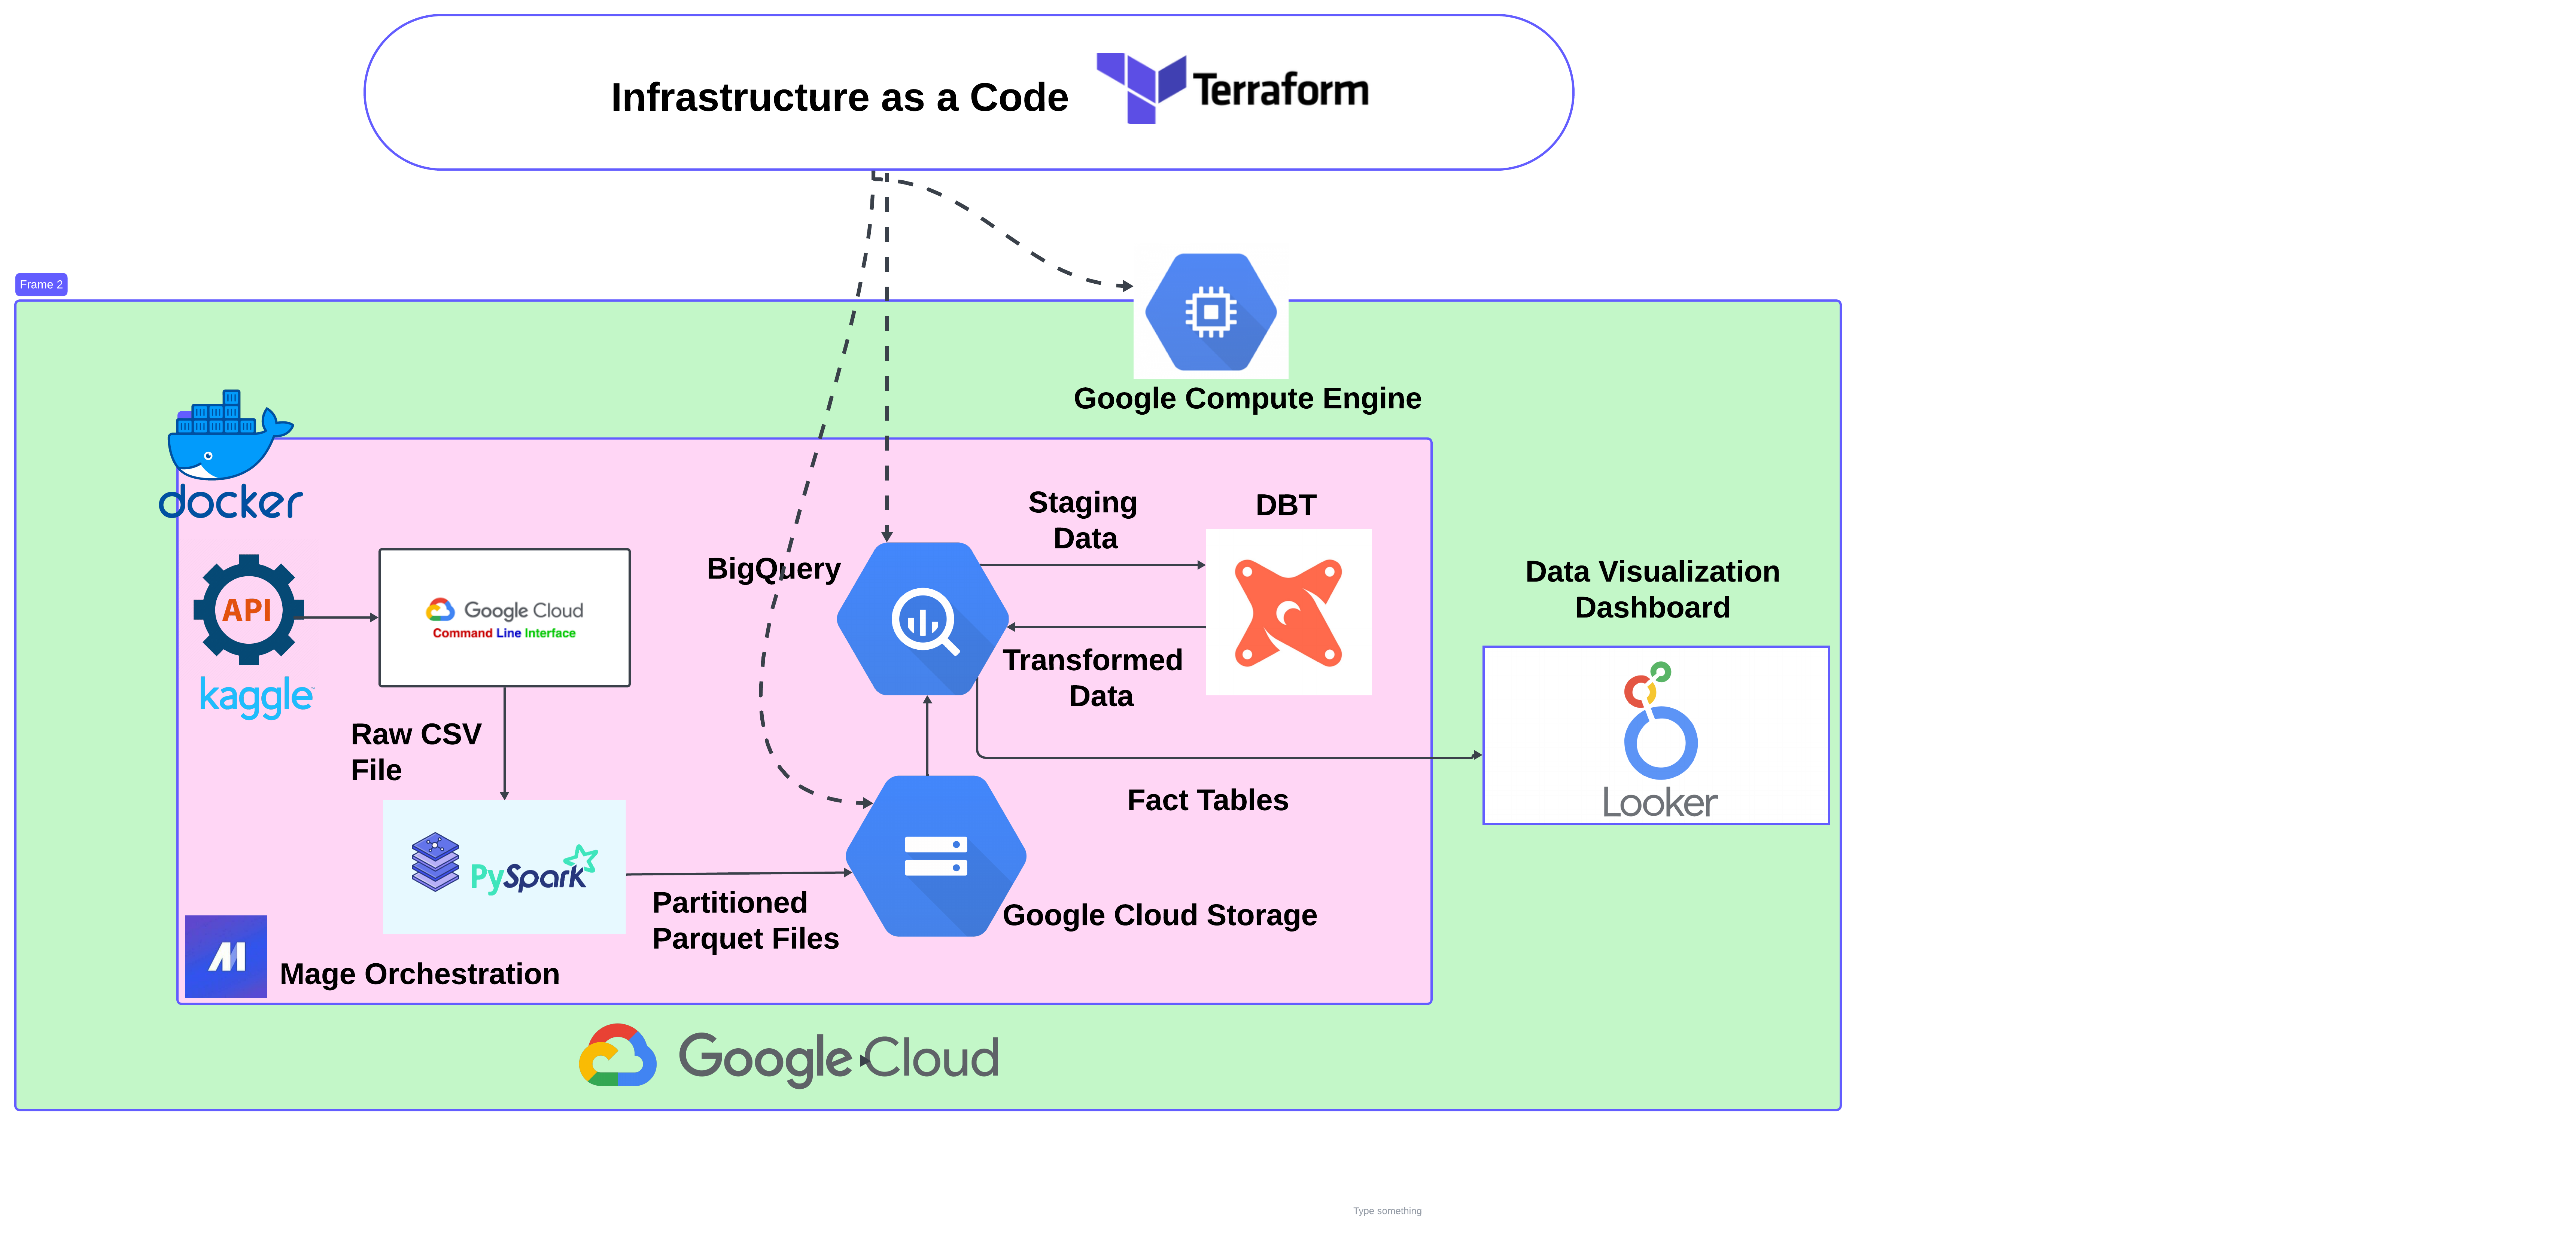 Infrastructure as a Code
Terraform
Frame 2
Google Compute Engine
docker
Staging
Data
DBT
BigQuery
API
kaggle
Google Cloud
Command Line Interface
Transformed
Data
Data Visualization
Dashboard
Looker
Raw CSV
File
Fact Tables
PySpark
Partitioned
Parquet Files
Google Cloud Storage
Mage Orchestration
Google Cloud
Type something